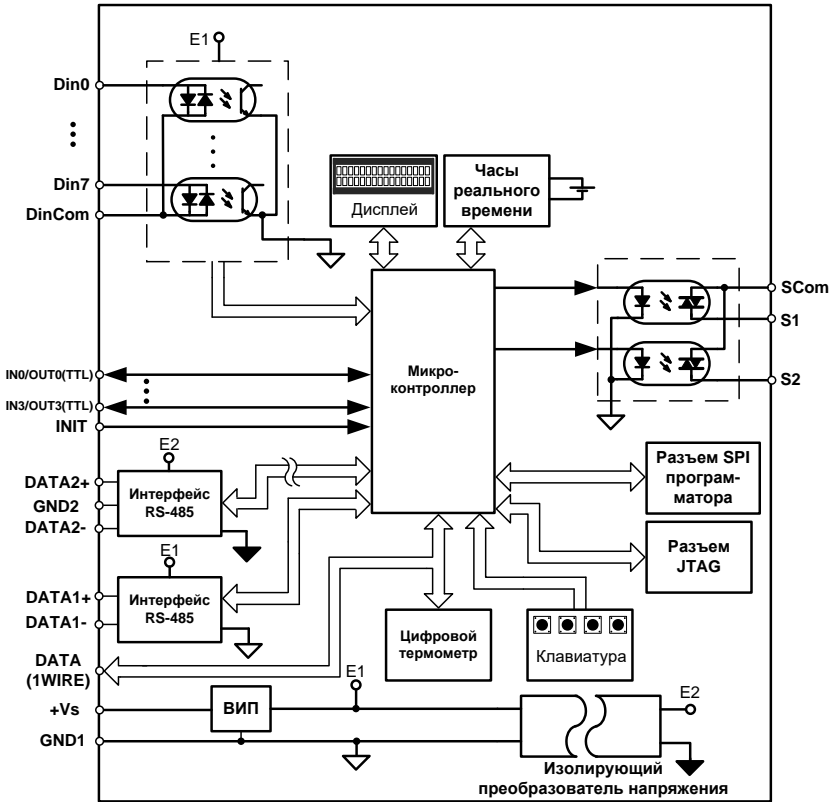 E1
Din0
Din7
DinCom
Дисплей
Часы
реального
времени
Микро-
контроллер
SCom
S1
S2
IN0/OUT0(TTL)
IN3/OUT3(TTL)
INIT
E2
DATA2+
GND2
DATA2-
Интерфейс
RS-485
Разъем SPI
програм-
матора
Разъем
JTAG
E1
DATA1+
DATA1-
Интерфейс
RS-485
Цифровой
термометр
Клавиатура
DATA
(1WIRE)
+Vs
GND1
ВИП
E1
E2
Изолирующий
преобразователь напряжения